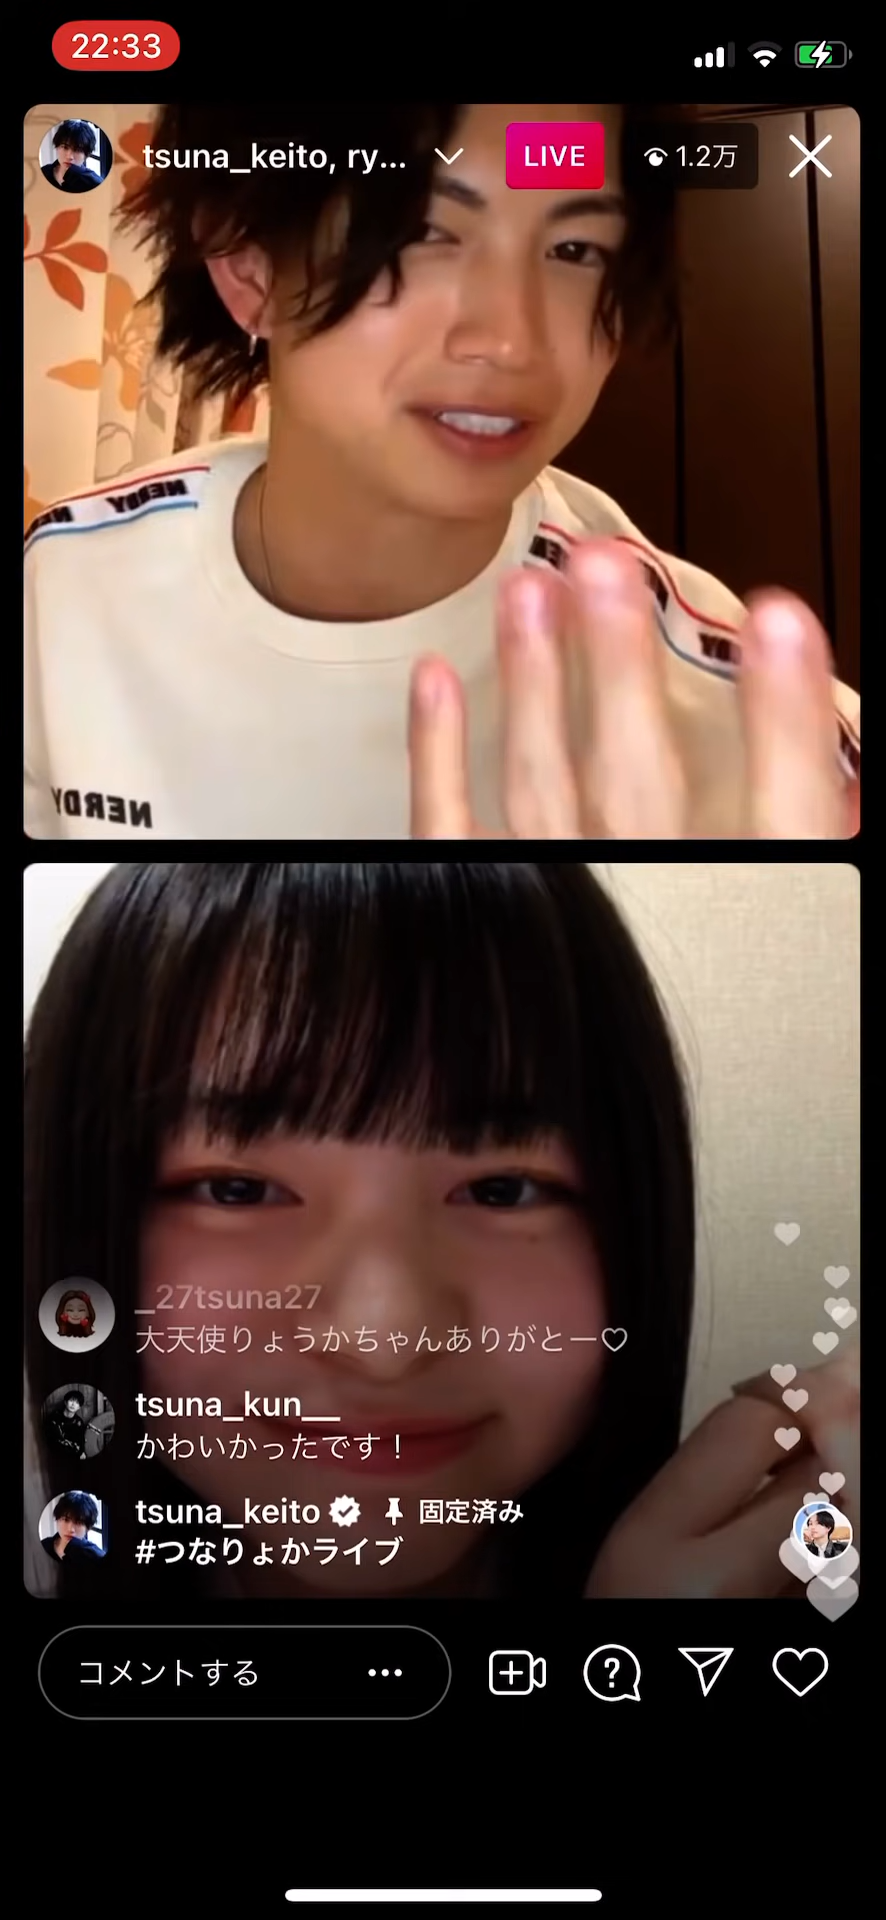 22:33
tsuna_keito, ry...
LIVE
1.2万
NERDY
NERDY
_27tsuna27
大天使りょうかちゃんありがとー♡
tsuna_kun__
かわいかったです！
tsuna_keito 固定済み
#つなりょかライブ
コメントする